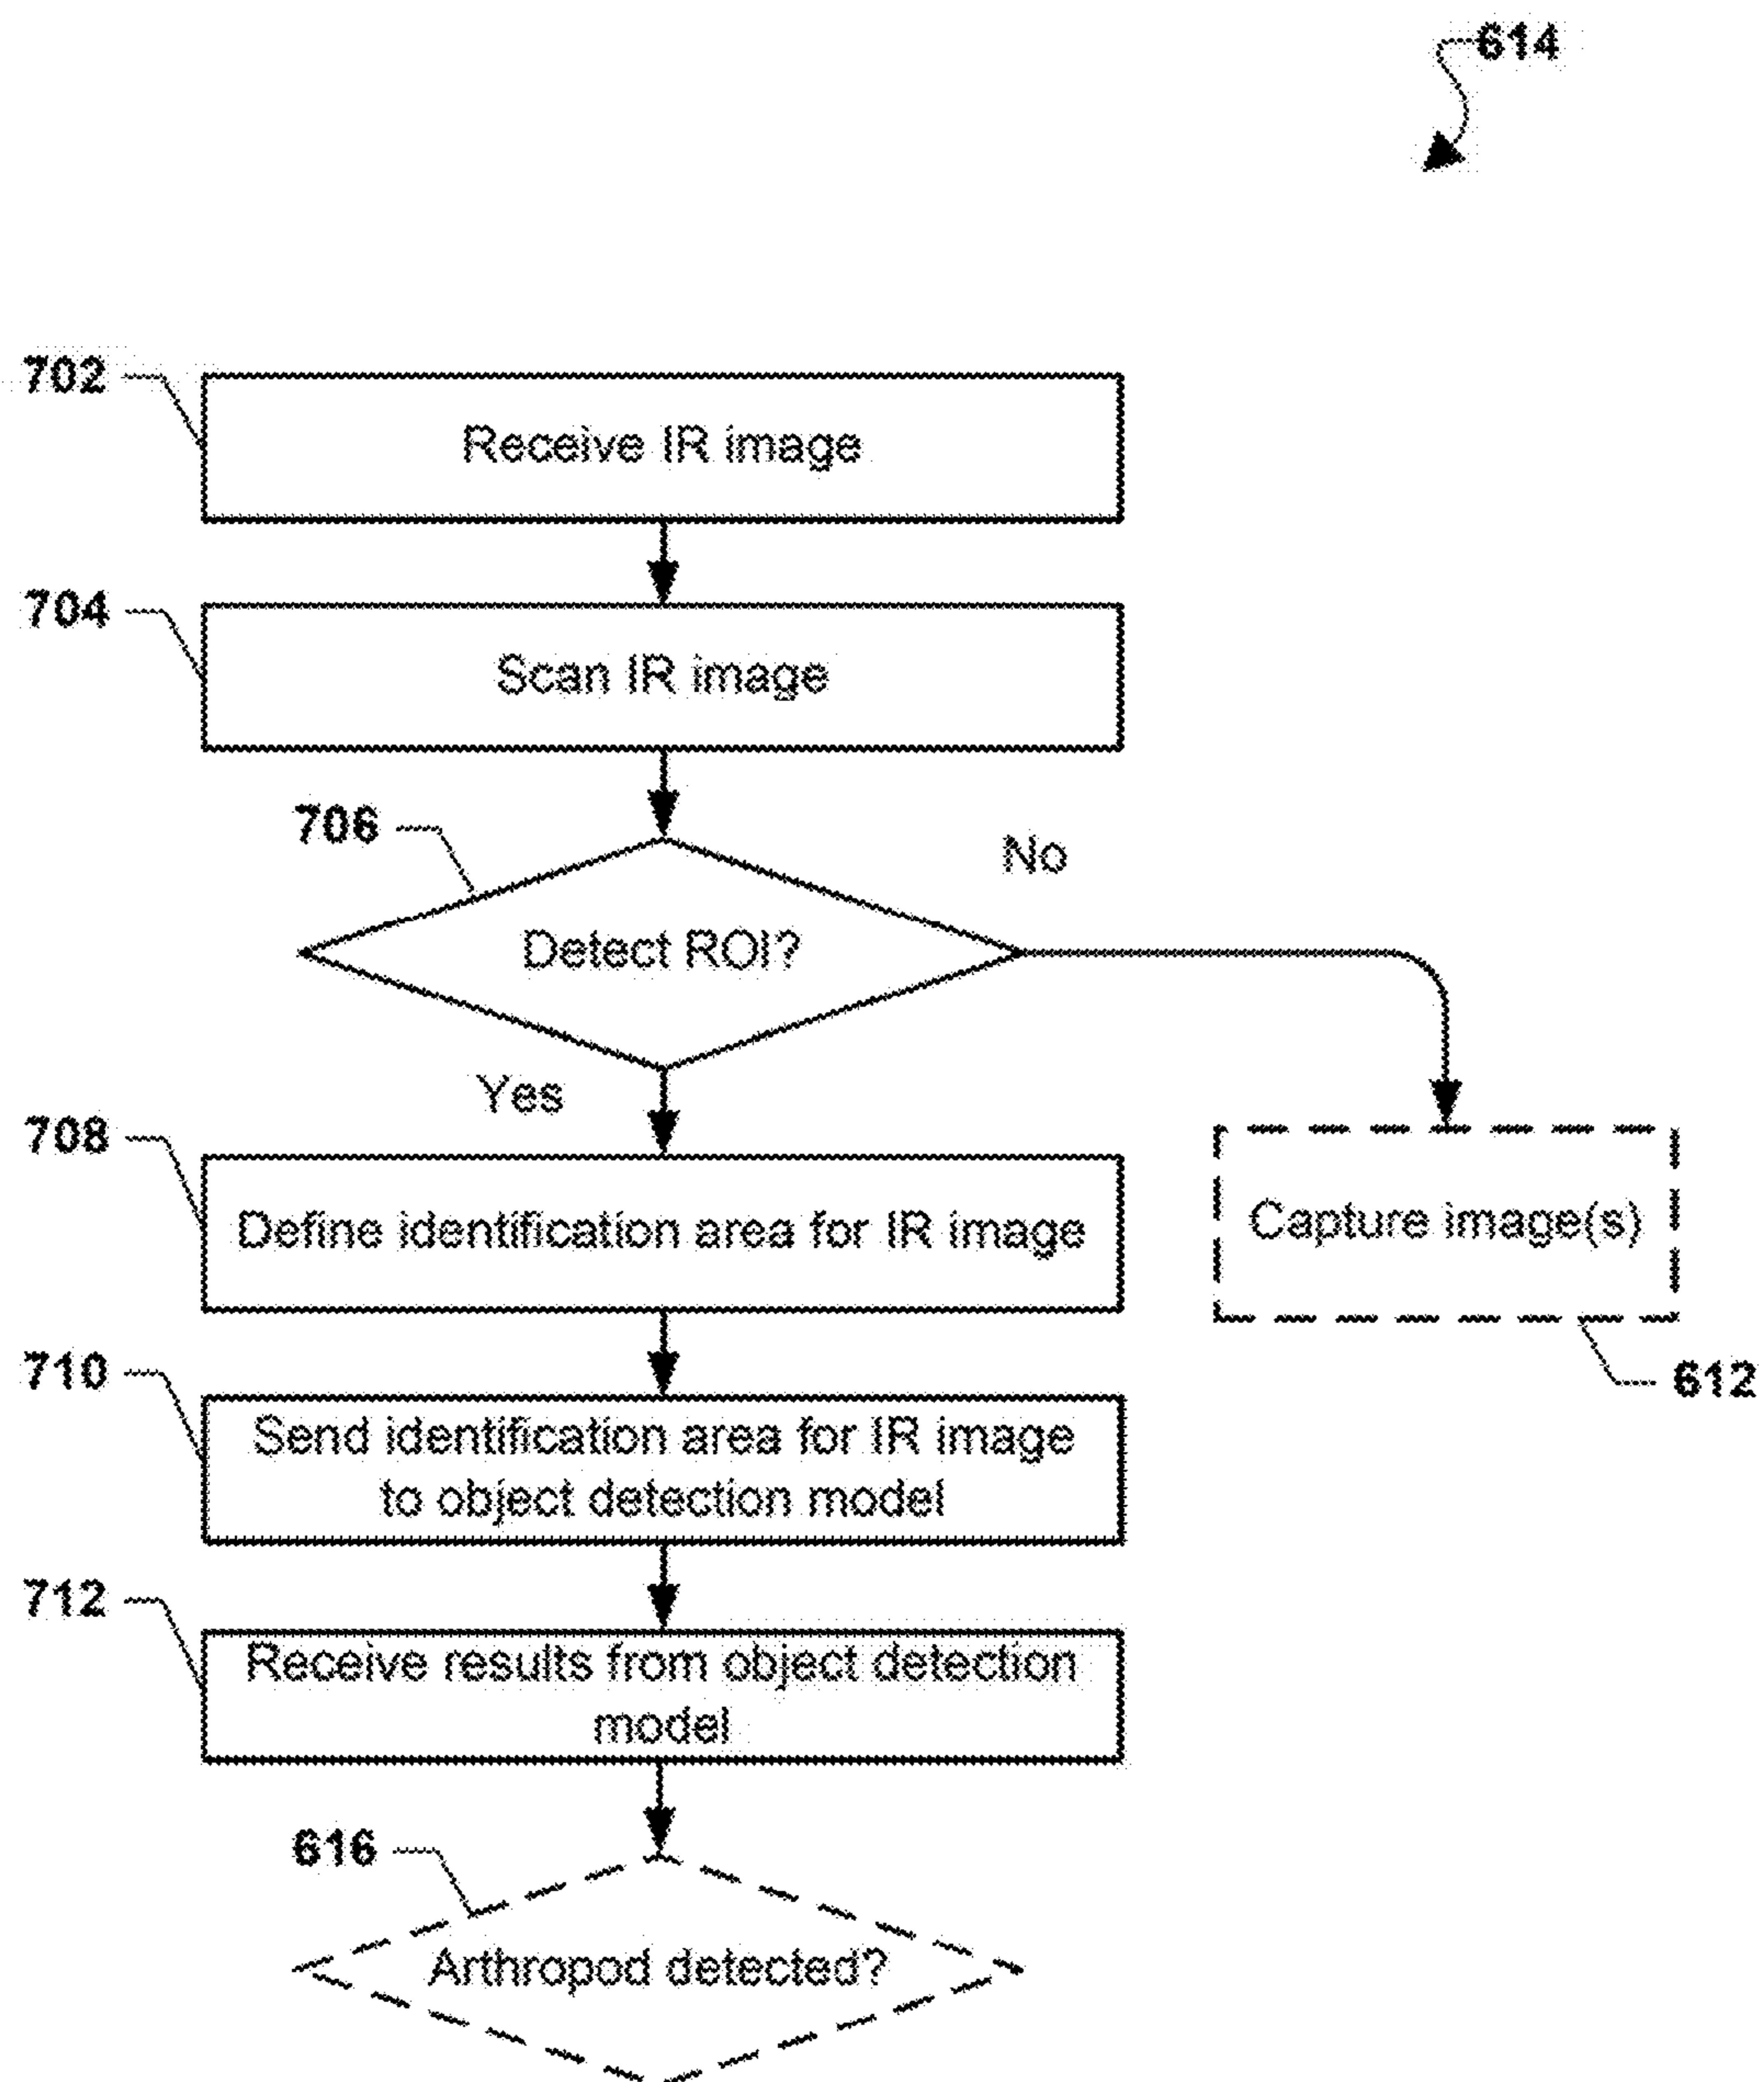 614
702
Receive IR image
704
Scan IR image
706
No
Detect ROI?
Yes
708
Define identification area for IR image
Capture image(s)
612
710
Send identification area for IR image
to object detection model
712
Receive results from object detection
model
616
Arthropod detected?